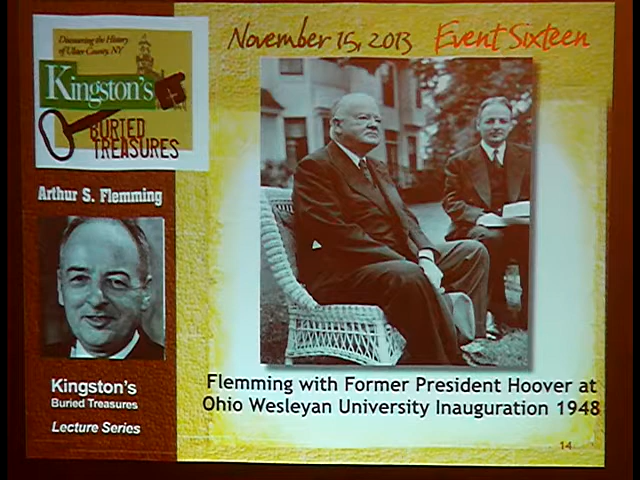 Discovering the History
of Ulster County, NY
Kingston's
BURIED
TREASURES
November 15, 2013 Event Sixteen
Arthur S. Flemming
Kingston's
Buried Treasures
Lecture Series
Flemming with Former President Hoover at
Ohio Wesleyan University Inauguration 1948
14